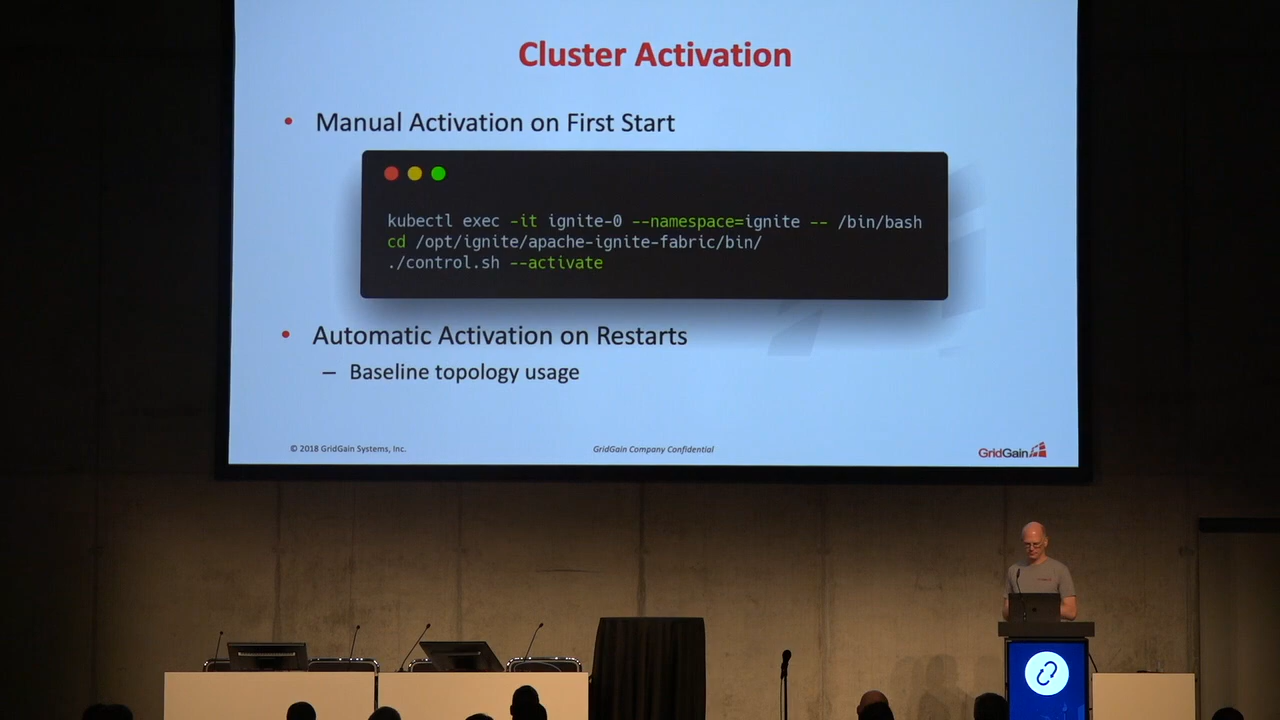 Cluster Activation
• Manual Activation on First Start
kubectl exec -it ignite-0 --namespace=ignite -- /bin/bash
cd /opt/ignite/apache-ignite-fabric/bin/
./control.sh --activate
• Automatic Activation on Restarts
– Baseline topology usage
© 2018 GridGain Systems, Inc.
GridGain Company Confidential
GridGain